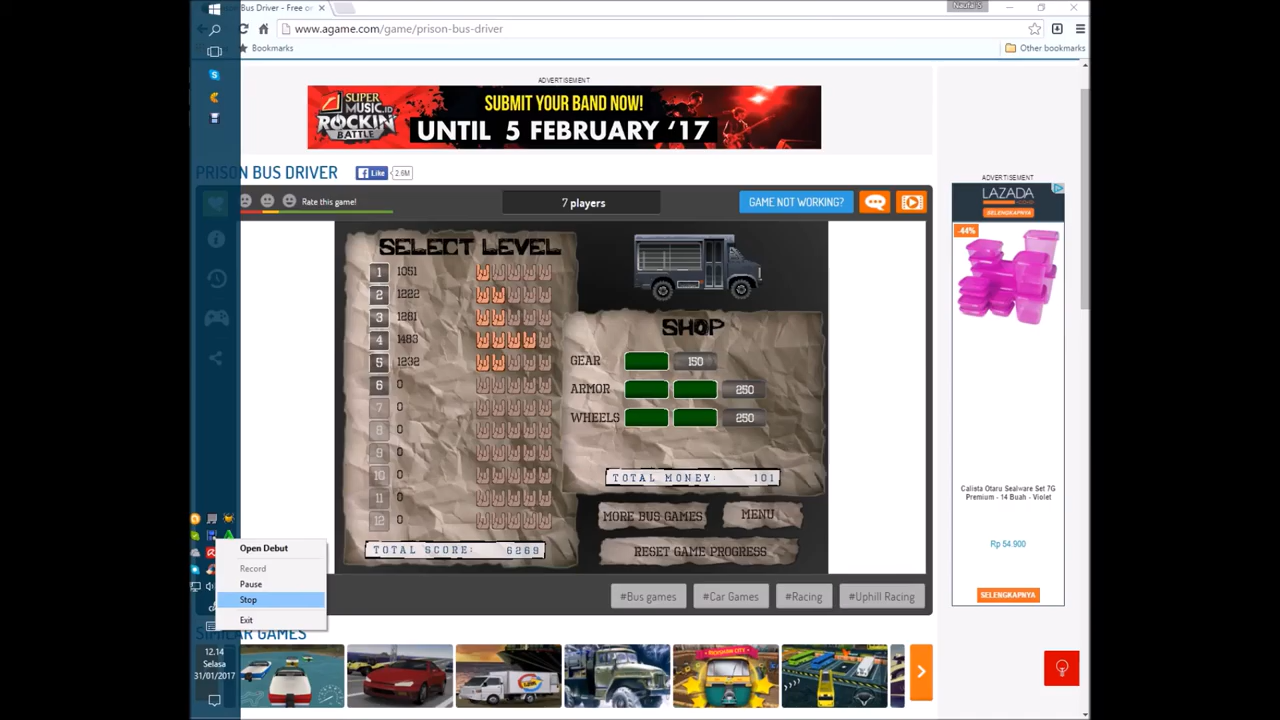 Bus Driver - Free o
Naufa S
www.agame.com/game/prison-bus-driver
Bookmarks
Other bookmarks
ADVERTISEMENT
SUPER
MUSIC.ID
ROCKIN
BATTLE
SUBMIT YOUR BAND NOW!
UNTIL 5 FEBRUARY '17
PRISON BUS DRIVER
Like
2.6M
Rate this game!
7 players
GAME NOT WORKING?
SELECT LEVEL
1 1051
2 1222
3 1281
4 1483
5 1232
6 0
7 0
8 0
9 0
10 0
11 0
12 0
TOTAL SCORE: 6269
SHOP
GEAR 150
ARMOR 250
WHEELS 250
TOTAL MONEY: 101
MORE BUS GAMES
MENU
RESET GAME PROGRESS
#Bus games
#Car Games
#Racing
#Uphill Racing
SIMILAR GAMES
ADVERTISEMENT
LAZADA
SELENGKAPNYA
-44%
Calista Otaru Sealware Set 7G
Premium - 14 Buah - Violet
Rp 54.900
SELENGKAPNYA
Open Debut
Record
Pause
Stop
Exit
12.14
Selasa
31/01/2017